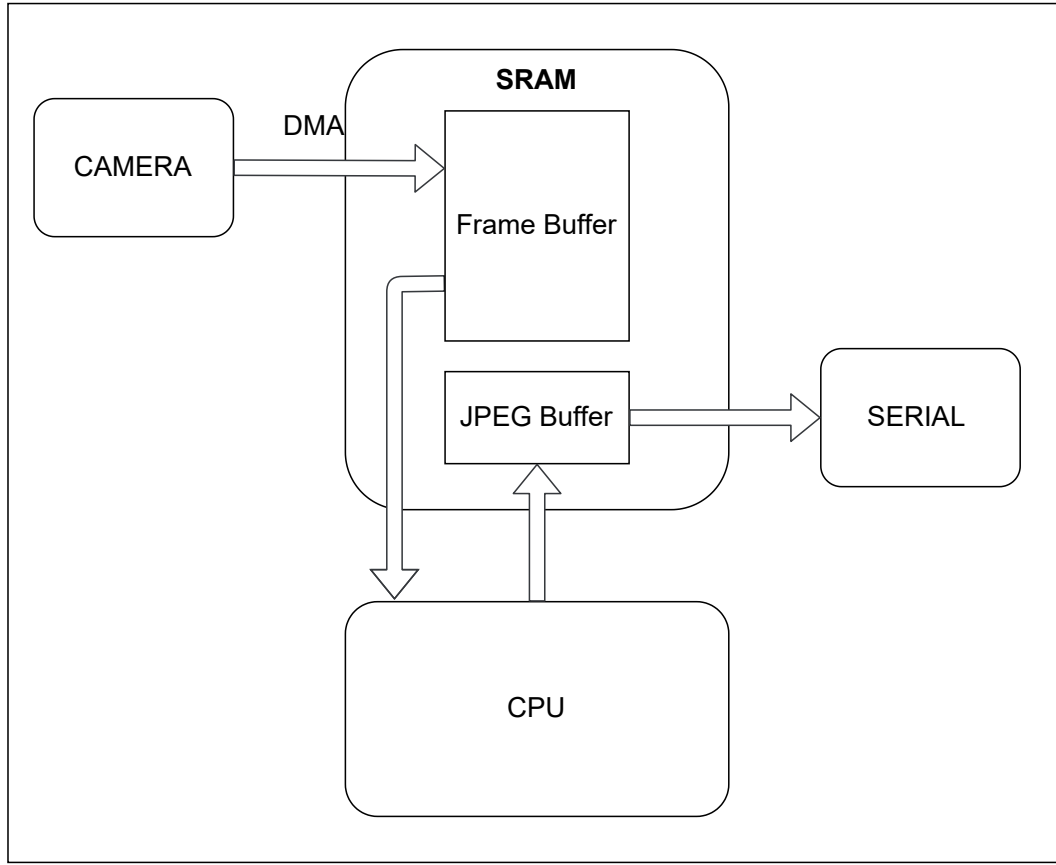 SRAM
DMA
CAMERA
Frame Buffer
JPEG Buffer
SERIAL
CPU